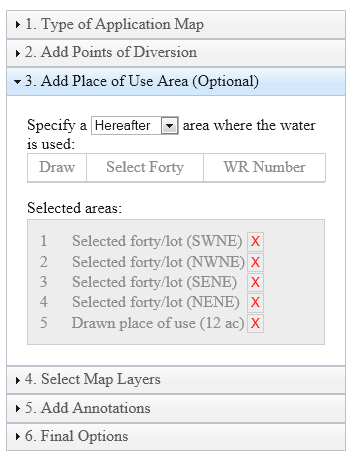 1. Type of Application Map
2. Add Points of Diversion
3. Add Place of Use Area (Optional)
Specify a Hereafter area where the water
is used:
Draw Select Forty WR Number
Selected areas:
1 Selected forty/lot (SWNE) X
2 Selected forty/lot (NWNE) X
3 Selected forty/lot (SENE) X
4 Selected forty/lot (NENE) X
5 Drawn place of use (12 ac) X
4. Select Map Layers
5. Add Annotations
6. Final Options